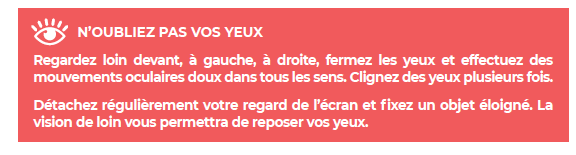 N’OUBLIEZ PAS VOS YEUX
Regardez loin devant, à gauche, à droite, fermez les yeux et effectuez des
mouvements oculaires doux dans tous les sens. Clignez des yeux plusieurs fois.
Détachez régulièrement votre regard de l’écran et fixez un objet éloigné. La
vision de loin vous permettra de reposer vos yeux.